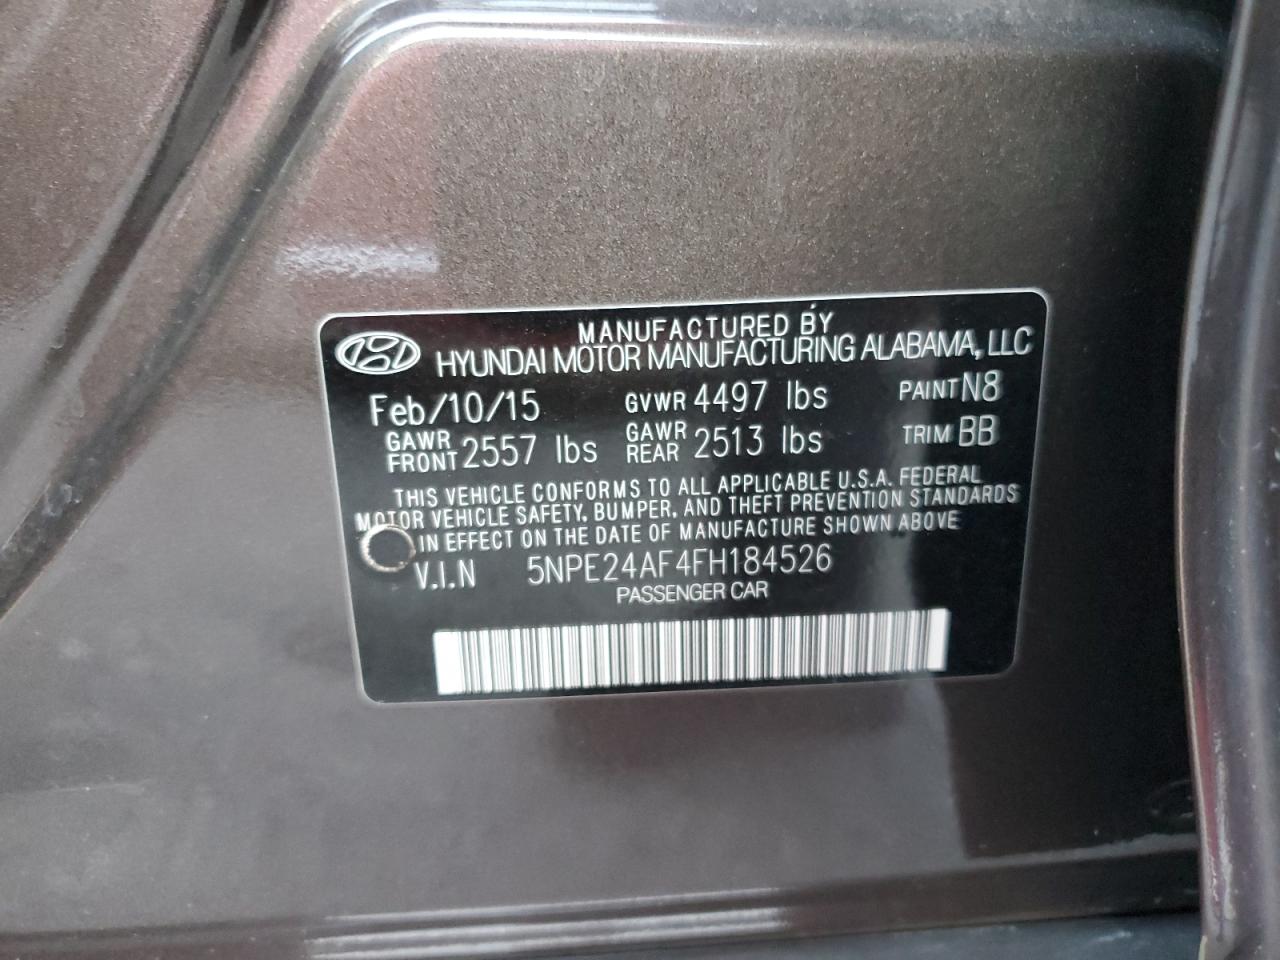 MANUFACTURED BY
HYUNDAI MOTOR MANUFACTURING ALABAMA, LLC
Feb/10/15 GVWR 4497 lbs PAINT N8
GAWR FRONT 2557 lbs GAWR REAR 2513 lbs TRIM BB
THIS VEHICLE CONFORMS TO ALL APPLICABLE U.S.A. FEDERAL
MOTOR VEHICLE SAFETY, BUMPER, AND THEFT PREVENTION STANDARDS
IN EFFECT ON THE DATE OF MANUFACTURE SHOWN ABOVE
V.I.N 5NPE24AF4FH184526
PASSENGER CAR